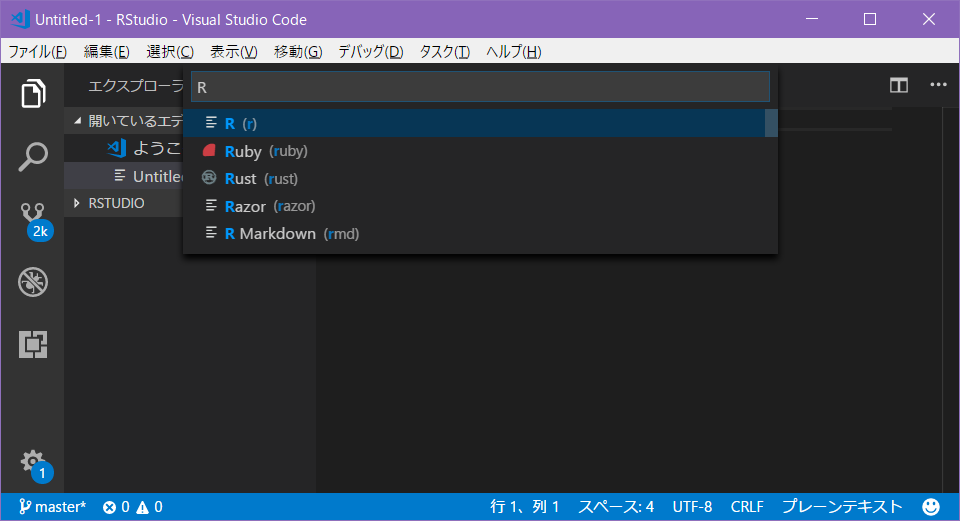 Untitled-1 - RStudio - Visual Studio Code
ファイル(F) 編集(E) 選択(C) 表示(V) 移動(G) デバッグ(D) タスク(T) ヘルプ(H)
エクスプローラ
R
開いているエデ
R (r)
ようこ
Ruby (ruby)
Untitle
Rust (rust)
RSTUDIO
Razor (razor)
2k
R Markdown (rmd)
1
master* 0 0 行 1、列 1 スペース: 4 UTF-8 CRLF プレーンテキスト